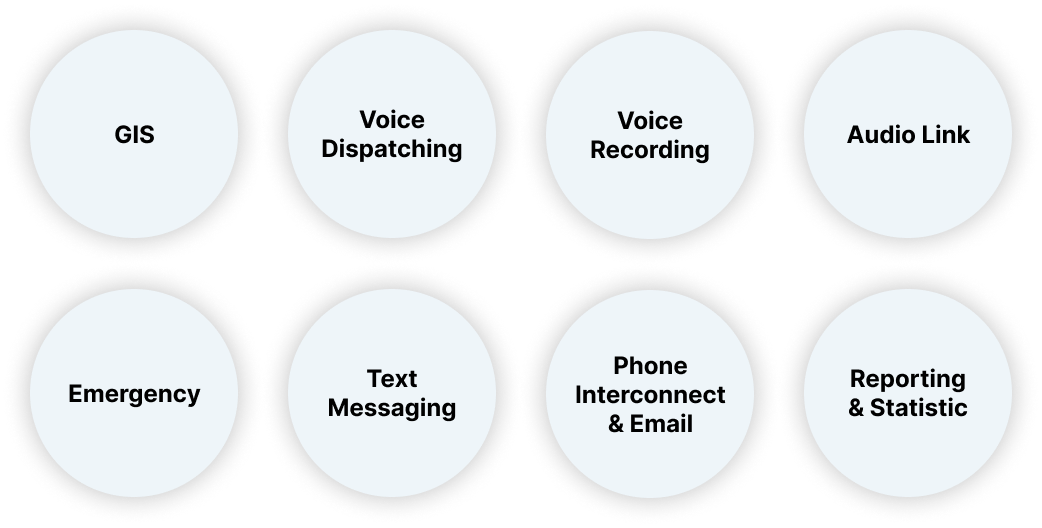 GIS
Voice
Dispatching
Voice
Recording
Audio Link
Emergency
Text
Messaging
Phone
Interconnect
& Email
Reporting
& Statistic